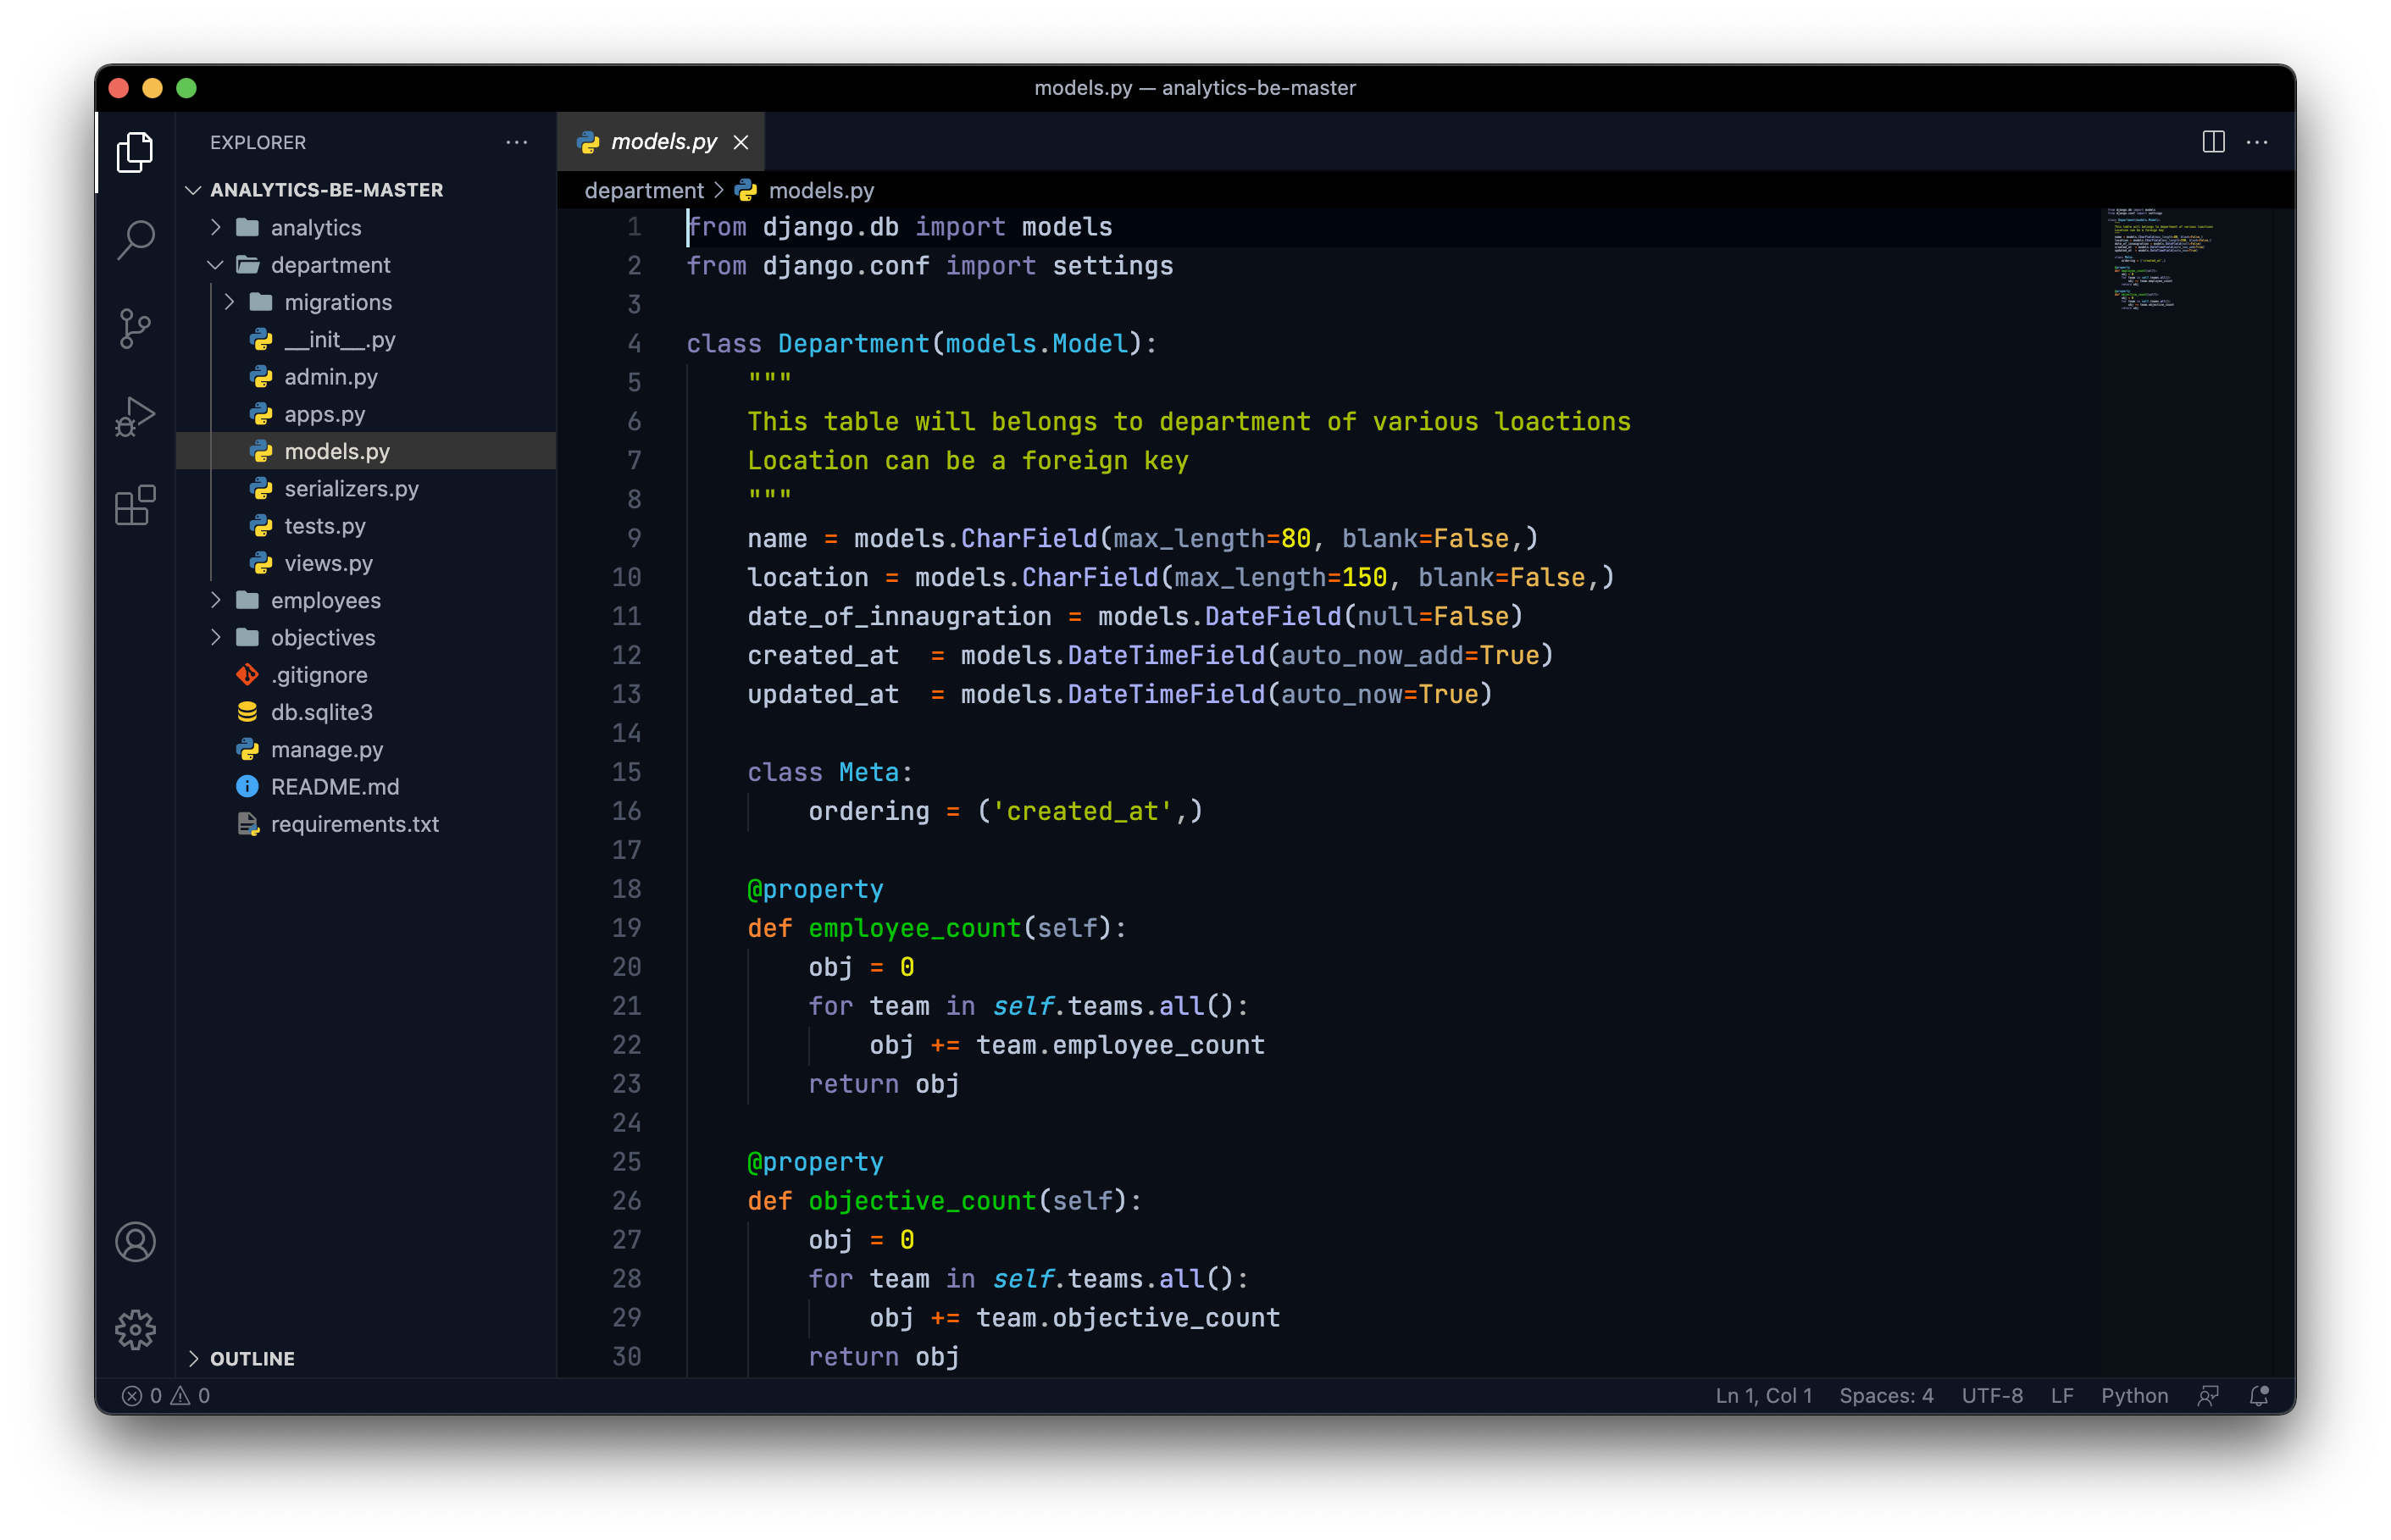 models.py — analytics-be-master
EXPLORER
ANALYTICS-BE-MASTER
analytics
department
migrations
__init__.py
admin.py
apps.py
models.py
serializers.py
tests.py
views.py
employees
objectives
.gitignore
db.sqlite3
manage.py
README.md
requirements.txt
OUTLINE
models.py
department > models.py
1 from django.db import models
2 from django.conf import settings
3
4 class Department(models.Model):
5     """
6     This table will belongs to department of various loactions
7     Location can be a foreign key
8     """
9     name = models.CharField(max_length=80, blank=False,)
10     location = models.CharField(max_length=150, blank=False,)
11     date_of_innaugration = models.DateField(null=False)
12     created_at  = models.DateTimeField(auto_now_add=True)
13     updated_at  = models.DateTimeField(auto_now=True)
14
15     class Meta:
16         ordering = ('created_at',)
17
18     @property
19     def employee_count(self):
20         obj = 0
21         for team in self.teams.all():
22             obj += team.employee_count
23         return obj
24
25     @property
26     def objective_count(self):
27         obj = 0
28         for team in self.teams.all():
29             obj += team.objective_count
30         return obj
0 0
Ln 1, Col 1 Spaces: 4 UTF-8 LF Python